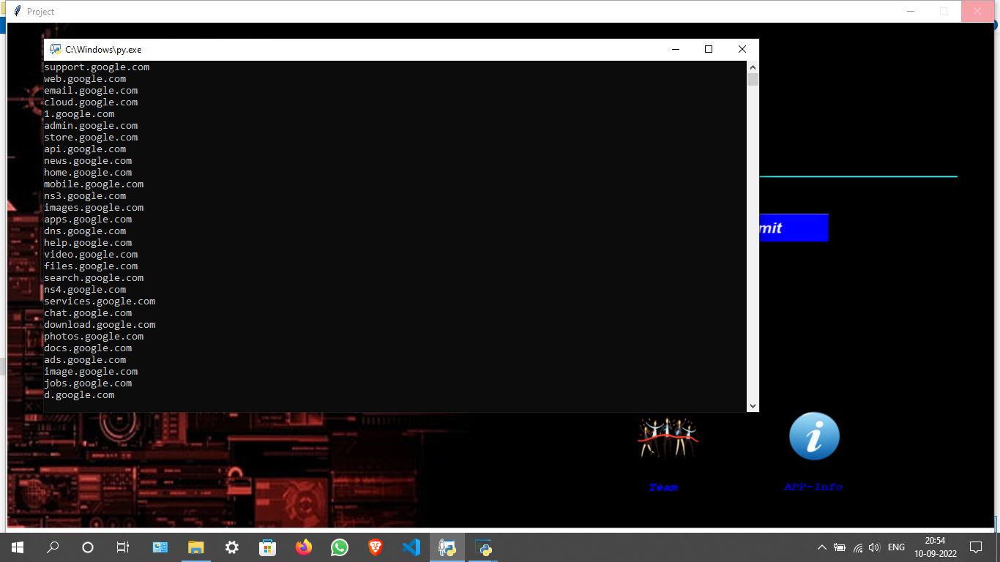 Project
C:\Windows\py.exe
support.google.com
web.google.com
email.google.com
cloud.google.com
1.google.com
admin.google.com
store.google.com
api.google.com
news.google.com
home.google.com
mobile.google.com
ns3.google.com
images.google.com
apps.google.com
dns.google.com
help.google.com
video.google.com
files.google.com
search.google.com
ns4.google.com
services.google.com
chat.google.com
download.google.com
photos.google.com
docs.google.com
ads.google.com
image.google.com
jobs.google.com
d.google.com
mit
Team
APP-Info
ENG
20:54
10-09-2022